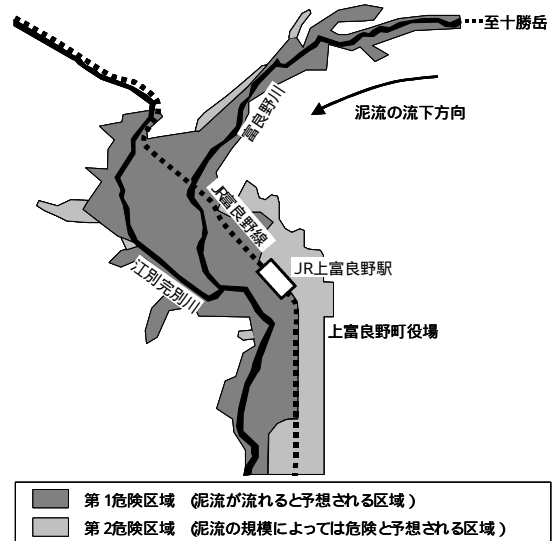 至十勝岳
泥流の流下方向
富良野川
JR富良野線
JR上富良野駅
江別完別川
上富良野町役場
第1危険区域 (泥流が流れると予想される区域)
第2危険区域 (泥流の規模によっては危険と予想される区域)